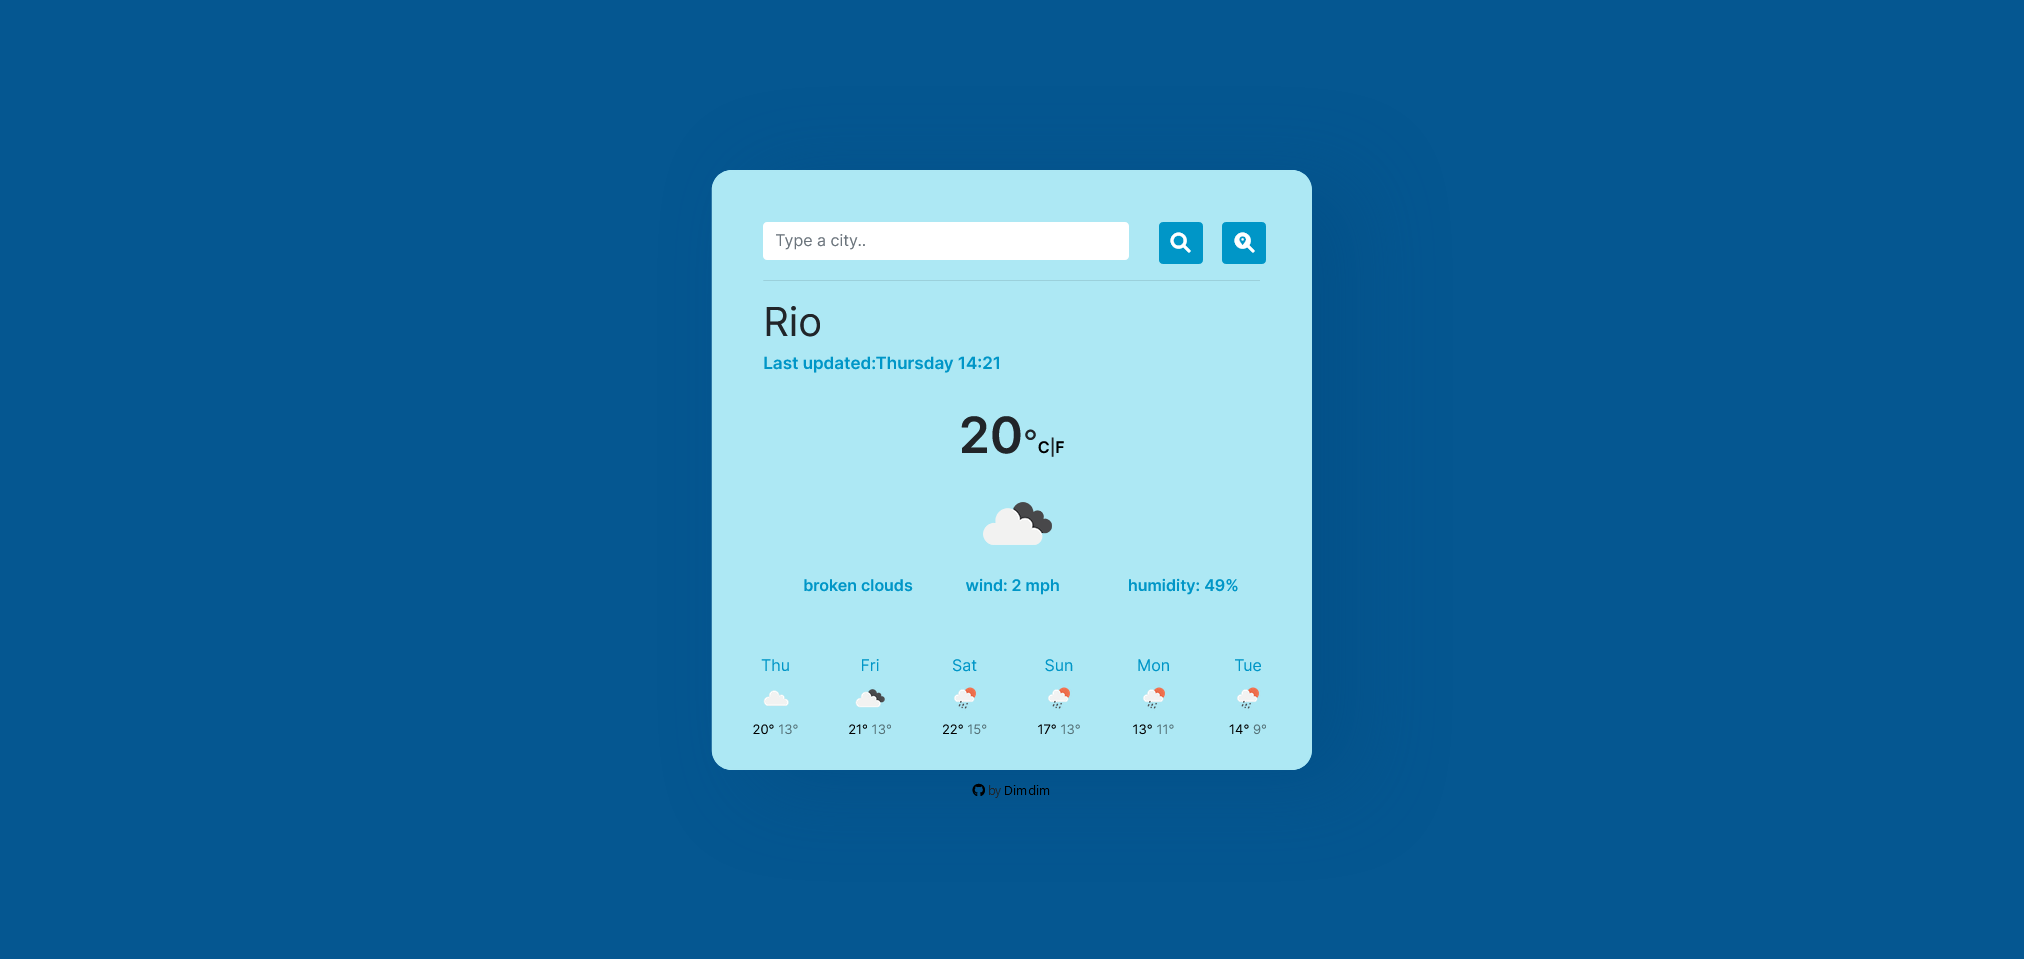 Type a city..
Rio
Last updated:Thursday 14:21
20°C|F
broken clouds wind: 2 mph humidity: 49%
Thu Fri Sat Sun Mon Tue
20° 13° 21° 13° 22° 15° 17° 13° 13° 11° 14° 9°
by Dimdim